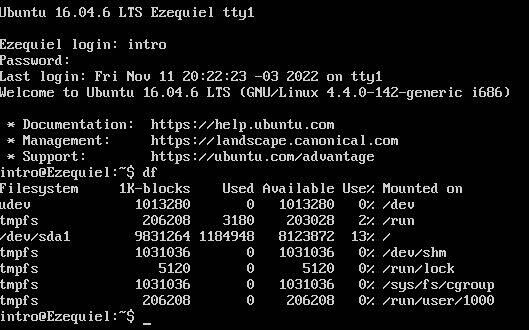 Ubuntu 16.04.6 LTS Ezequiel tty1
Ezequiel login: intro
Password:
Last login: Fri Nov 11 20:22:23 -03 2022 on tty1
Welcome to Ubuntu 16.04.6 LTS (GNU/Linux 4.4.0-142-generic i686)
* Documentation:  https://help.ubuntu.com
* Management:     https://landscape.canonical.com
* Support:        https://ubuntu.com/advantage
intro@Ezequiel:~$ df
Filesystem     1K-blocks    Used Available Use% Mounted on
udev             1013280       0   1013280   0% /dev
tmpfs             206208    3180    203028   2% /run
/dev/sda1        9831264 1184948   8123872  13% /
tmpfs            1031036       0   1031036   0% /dev/shm
tmpfs               5120       0      5120   0% /run/lock
tmpfs            1031036       0   1031036   0% /sys/fs/cgroup
tmpfs             206208       0    206208   0% /run/user/1000
intro@Ezequiel:~$ _